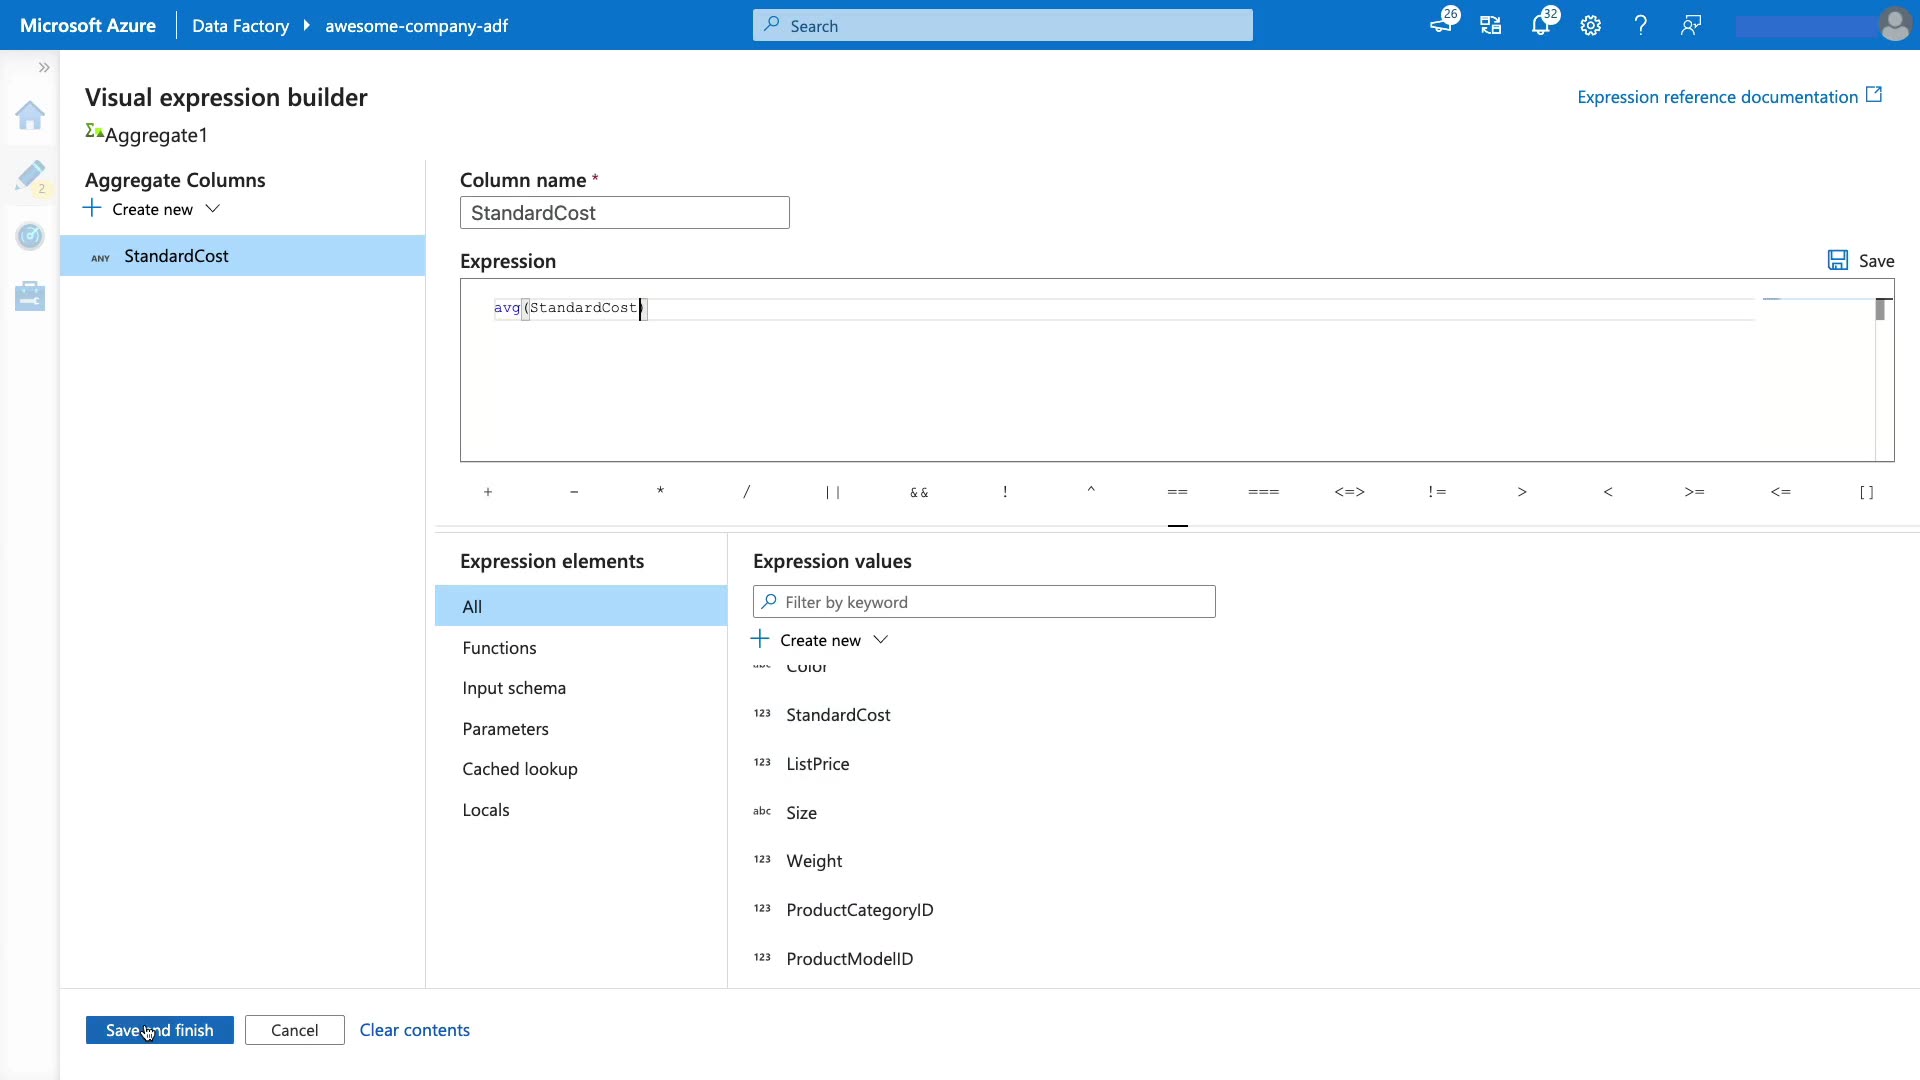 Microsoft Azure
Data Factory
awesome-company-adf
Search
26
32
2
Visual expression builder
Expression reference documentation
Aggregate1
Aggregate Columns
Create new
ANY StandardCost
Column name *
StandardCost
Expression
Save
avg(StandardCost)
+ - * / || && ! ^ == === <=> != > < >= <= []
Expression elements
All
Functions
Input schema
Parameters
Cached lookup
Locals
Expression values
Filter by keyword
Create new
abc Color
123 StandardCost
123 ListPrice
abc Size
123 Weight
123 ProductCategoryID
123 ProductModelID
Save and finish
Cancel
Clear contents